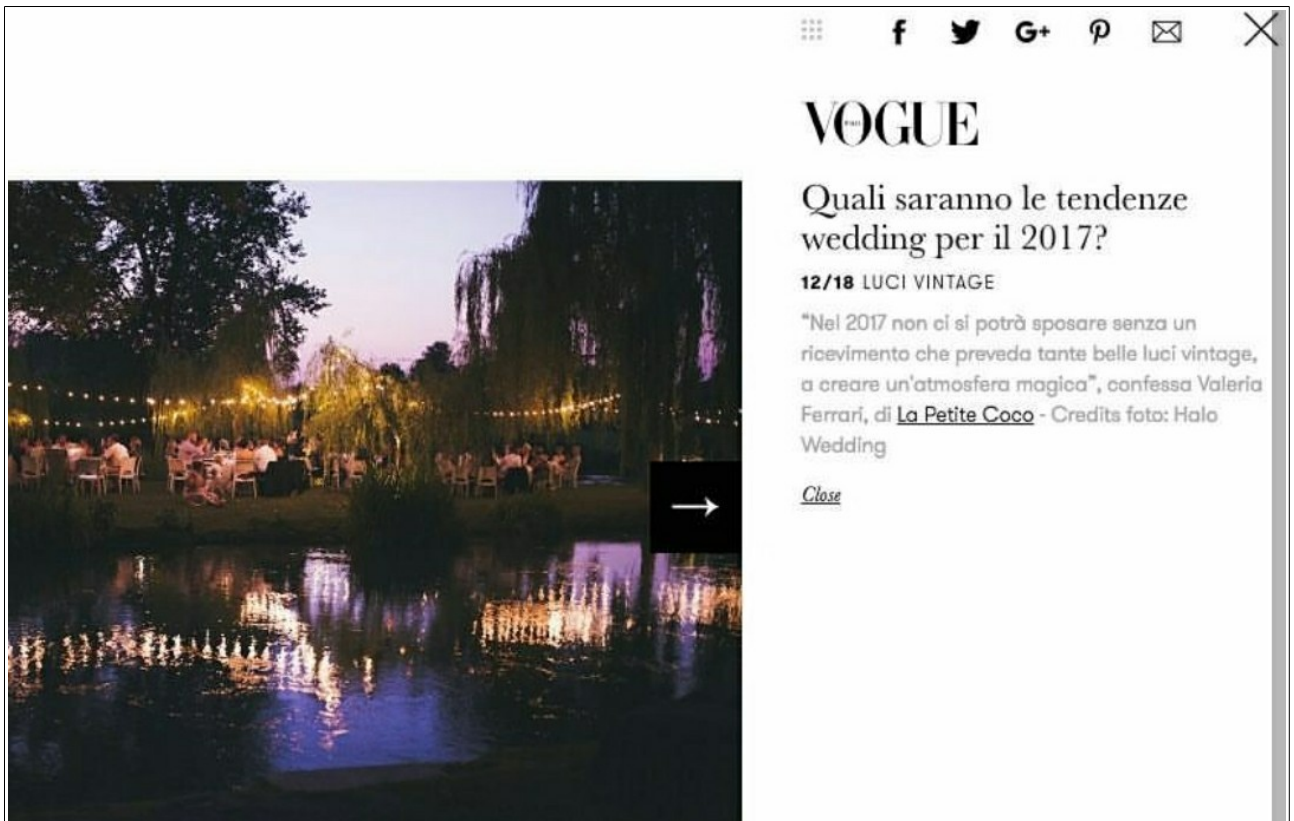 f G+
VOGUE
Quali saranno le tendenze
wedding per il 2017?
12/18 LUCI VINTAGE
“Nel 2017 non ci si potrà sposare senza un
ricevimento che preveda tante belle luci vintage,
a creare un'atmosfera magica”, confessa Valeria
Ferrari, di La Petite Coco - Credits foto: Halo
Wedding
Close